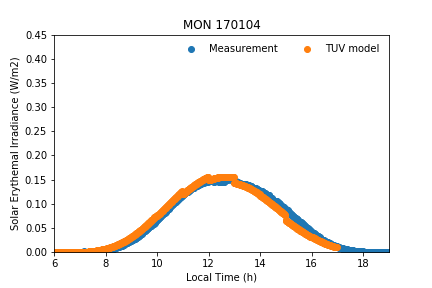 MON 170104
Measurement TUV model
Solar Erythemal Irradiance (W/m2)
0.45
0.40
0.35
0.30
0.25
0.20
0.15
0.10
0.05
0.00
6 8 10 12 14 16 18
Local Time (h)